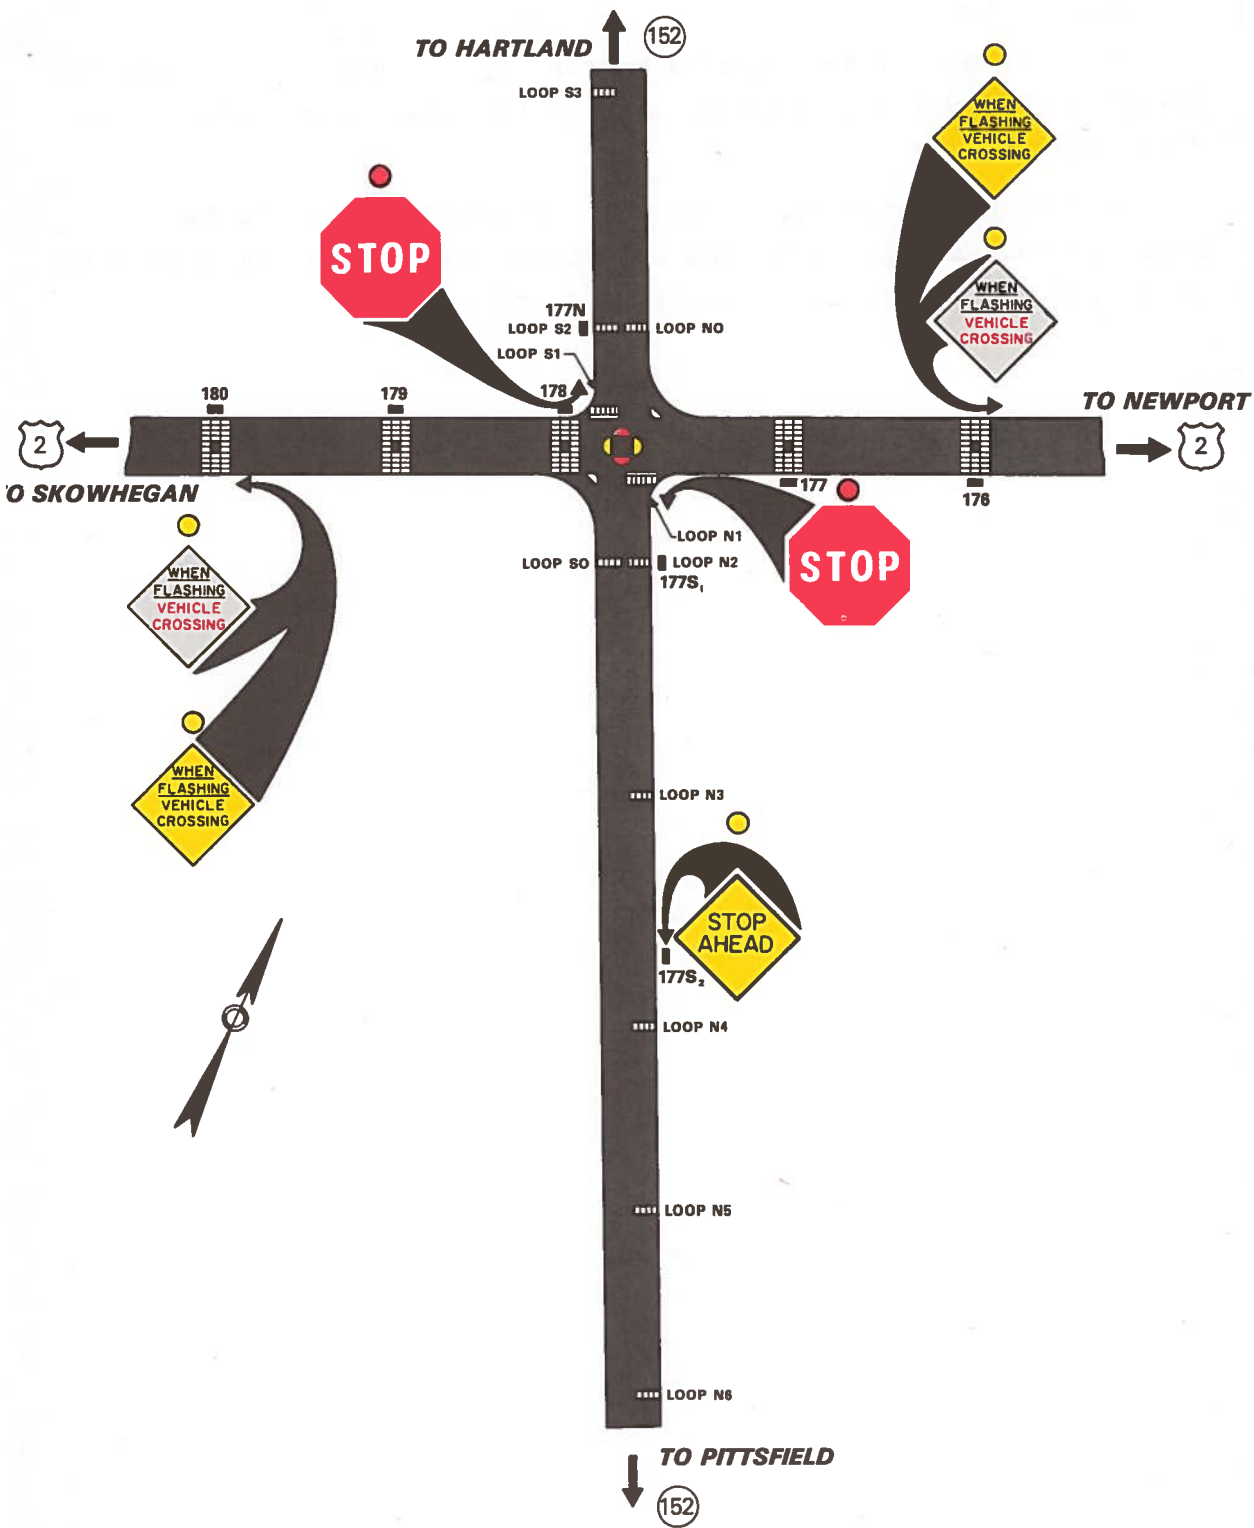 TO HARTLAND
152
LOOP S3
WHEN
FLASHING
VEHICLE
CROSSING
STOP
WHEN
FLASHING
VEHICLE
CROSSING
177N
LOOP S2
LOOP NO
LOOP S1
180
179
178
TO NEWPORT
2
2
TO SKOWHEGAN
177
176
LOOP N1
STOP
LOOP SO
LOOP N2
177S₁
WHEN
FLASHING
VEHICLE
CROSSING
WHEN
FLASHING
VEHICLE
CROSSING
LOOP N3
STOP
AHEAD
177S₂
LOOP N4
LOOP N5
LOOP N6
TO PITTSFIELD
152